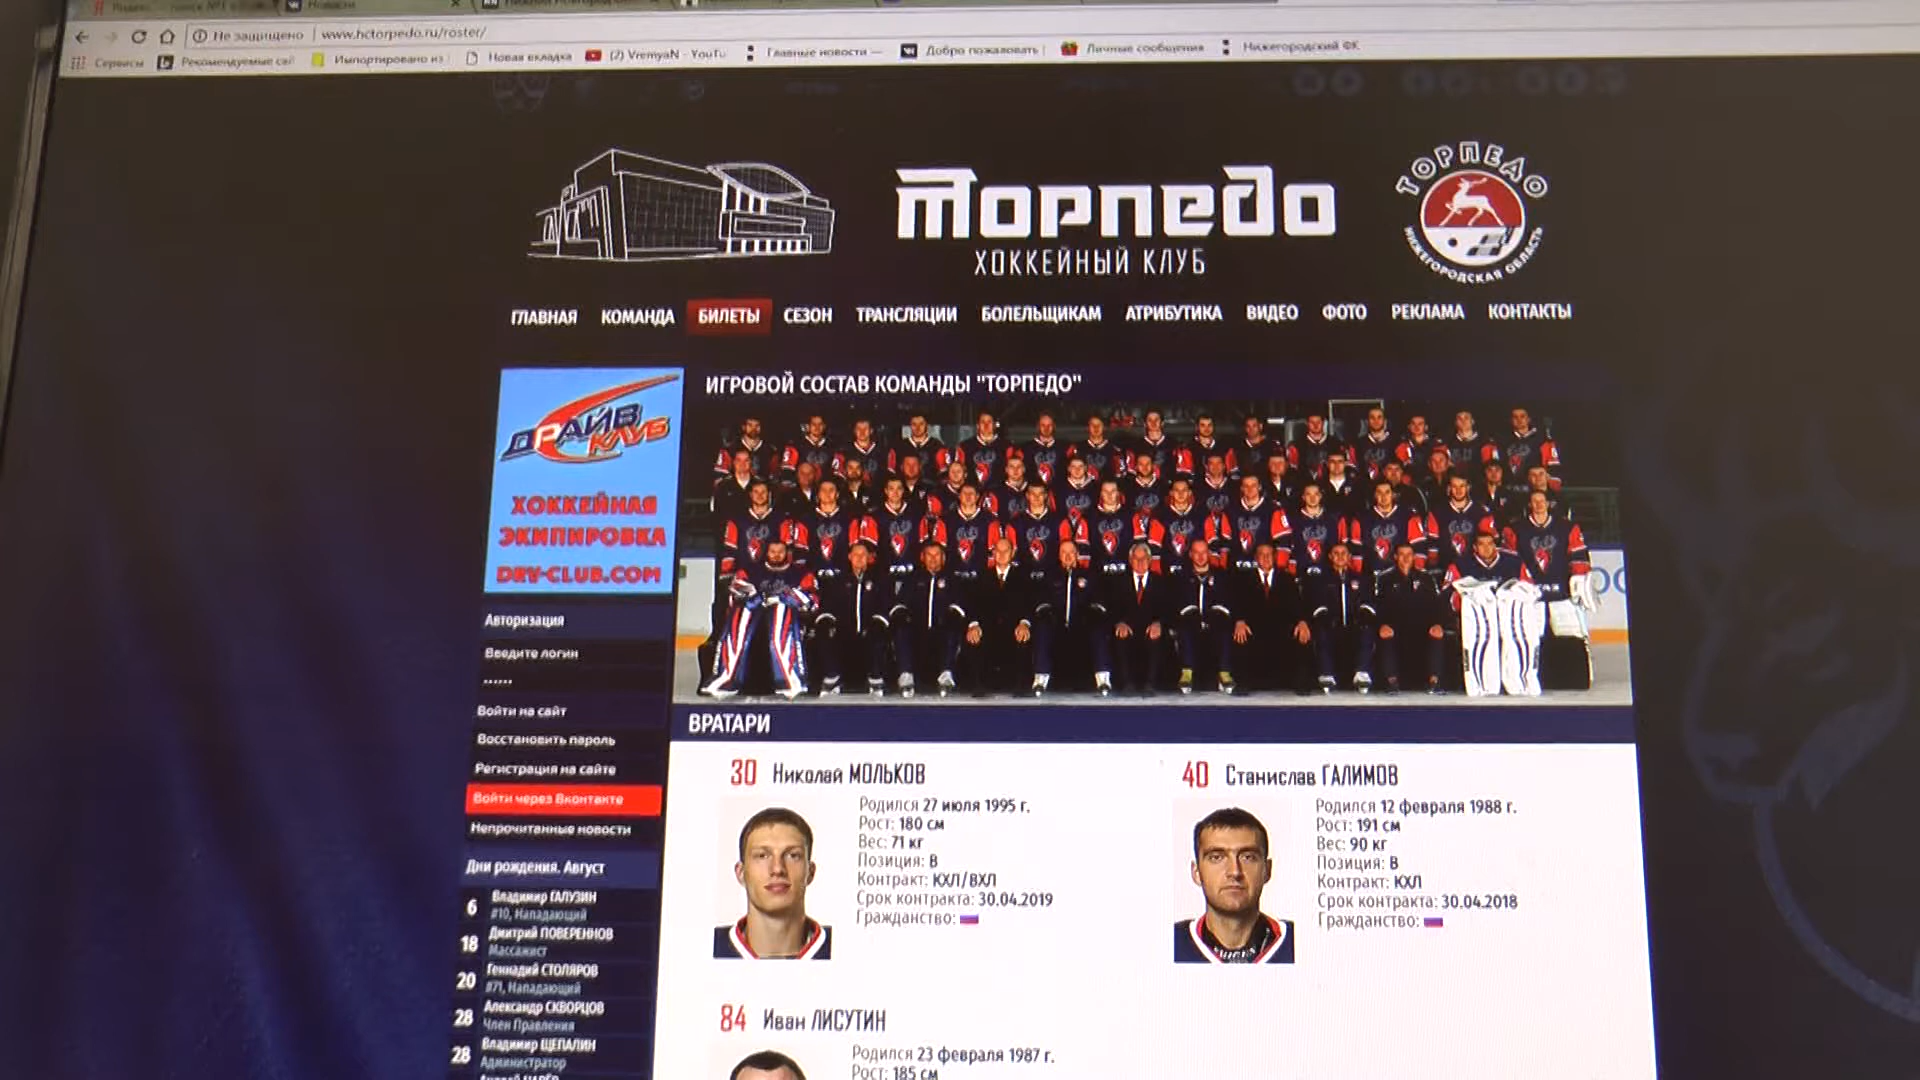 Новости
Не защищено www.hctorpedo.ru/roster/
Сервисы Рекомендуемые сай Импортировано из Новая вкладка (2) VremyaN - YouTu Главные новости — Добро пожаловать Личные сообщения Нижегородский ФК
Торпедо
ХОККЕЙНЫЙ КЛУБ
ТОРПЕДО
НИЖЕГОРОДСКАЯ ОБЛАСТЬ
ГЛАВНАЯ КОМАНДА БИЛЕТЫ СЕЗОН ТРАНСЛЯЦИИ БОЛЕЛЬЩИКАМ АТРИБУТИКА ВИДЕО ФОТО РЕКЛАМА КОНТАКТЫ
ДРАЙВ
КЛУБ
ХОККЕЙНАЯ
ЭКИПИРОВКА
DRV-CLUB.COM
Авторизация
Введите логин
......
Войти на сайт
Восстановить пароль
Регистрация на сайте
Войти через Вконтакте
Непрочитанные новости
Дни рождения. Август
6 Владимир ГАЛУЗИН
#10, Нападающий
18 Дмитрий ПОВЕРЕННОВ
Массажист
20 Геннадий СТОЛЯРОВ
#71, Нападающий
28 Александр СКВОРЦОВ
Член Правления
28 Владимир ЩЕПАЛИН
Администратор
ИГРОВОЙ СОСТАВ КОМАНДЫ "ТОРПЕДО"
ВРАТАРИ
30 Николай МОЛЬКОВ
Родился 27 июля 1995 г.
Рост: 180 см
Вес: 71 кг
Позиция: В
Контракт: КХЛ/ВХЛ
Срок контракта: 30.04.2019
Гражданство:
40 Станислав ГАЛИМОВ
Родился 12 февраля 1988 г.
Рост: 191 см
Вес: 90 кг
Позиция: В
Контракт: КХЛ
Срок контракта: 30.04.2018
Гражданство:
84 Иван ЛИСУТИН
Родился 23 февраля 1987 г.
Рост: 185 см